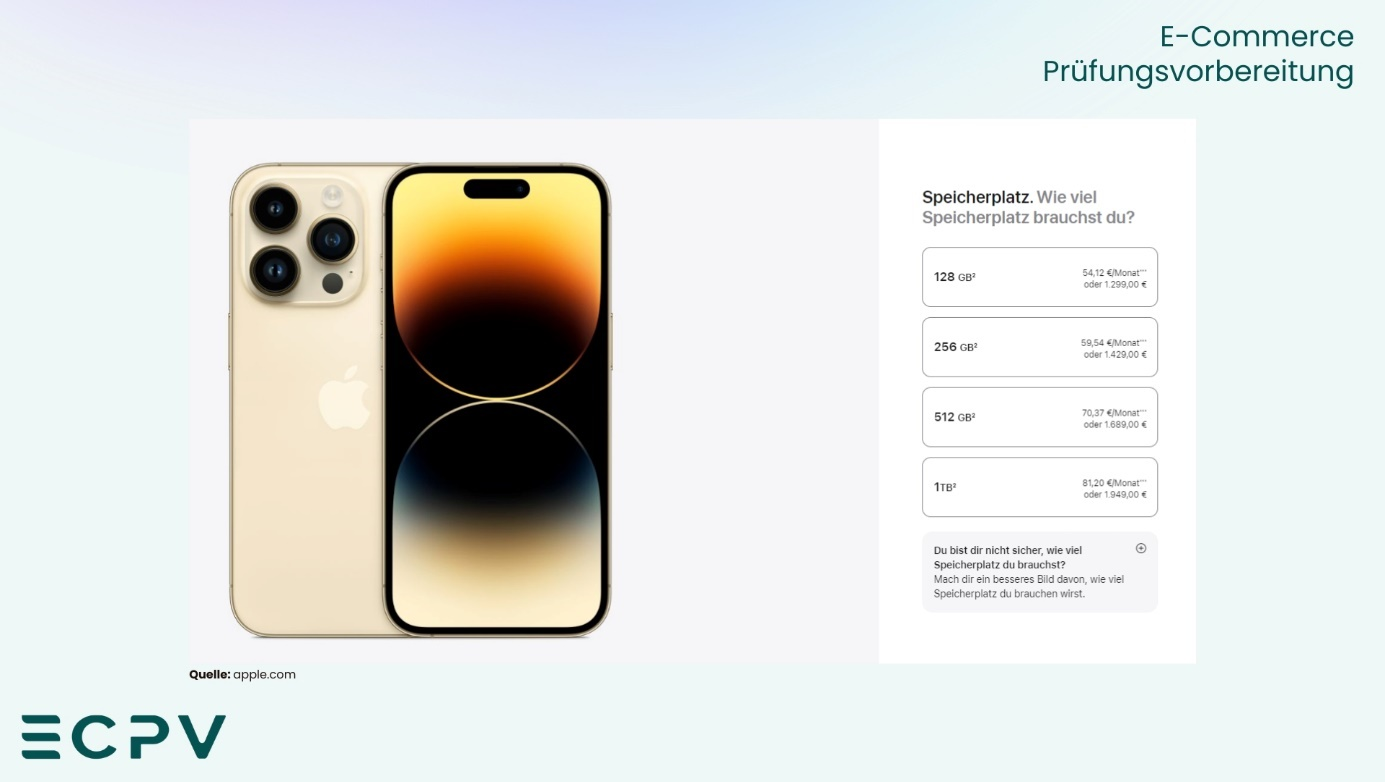 E-Commerce
Prüfungsvorbereitung
Speicherplatz. Wie viel
Speicherplatz brauchst du?
128 GB²
54,12 €/Monat***
oder 1.299,00 €
256 GB²
59,54 €/Monat***
oder 1.429,00 €
512 GB²
70,37 €/Monat***
oder 1.689,00 €
1TB²
81,20 €/Monat***
oder 1.949,00 €
Du bist dir nicht sicher, wie viel
Speicherplatz du brauchst?
Mach dir ein besseres Bild davon, wie viel
Speicherplatz du brauchen wirst.
Quelle: apple.com
ECPV